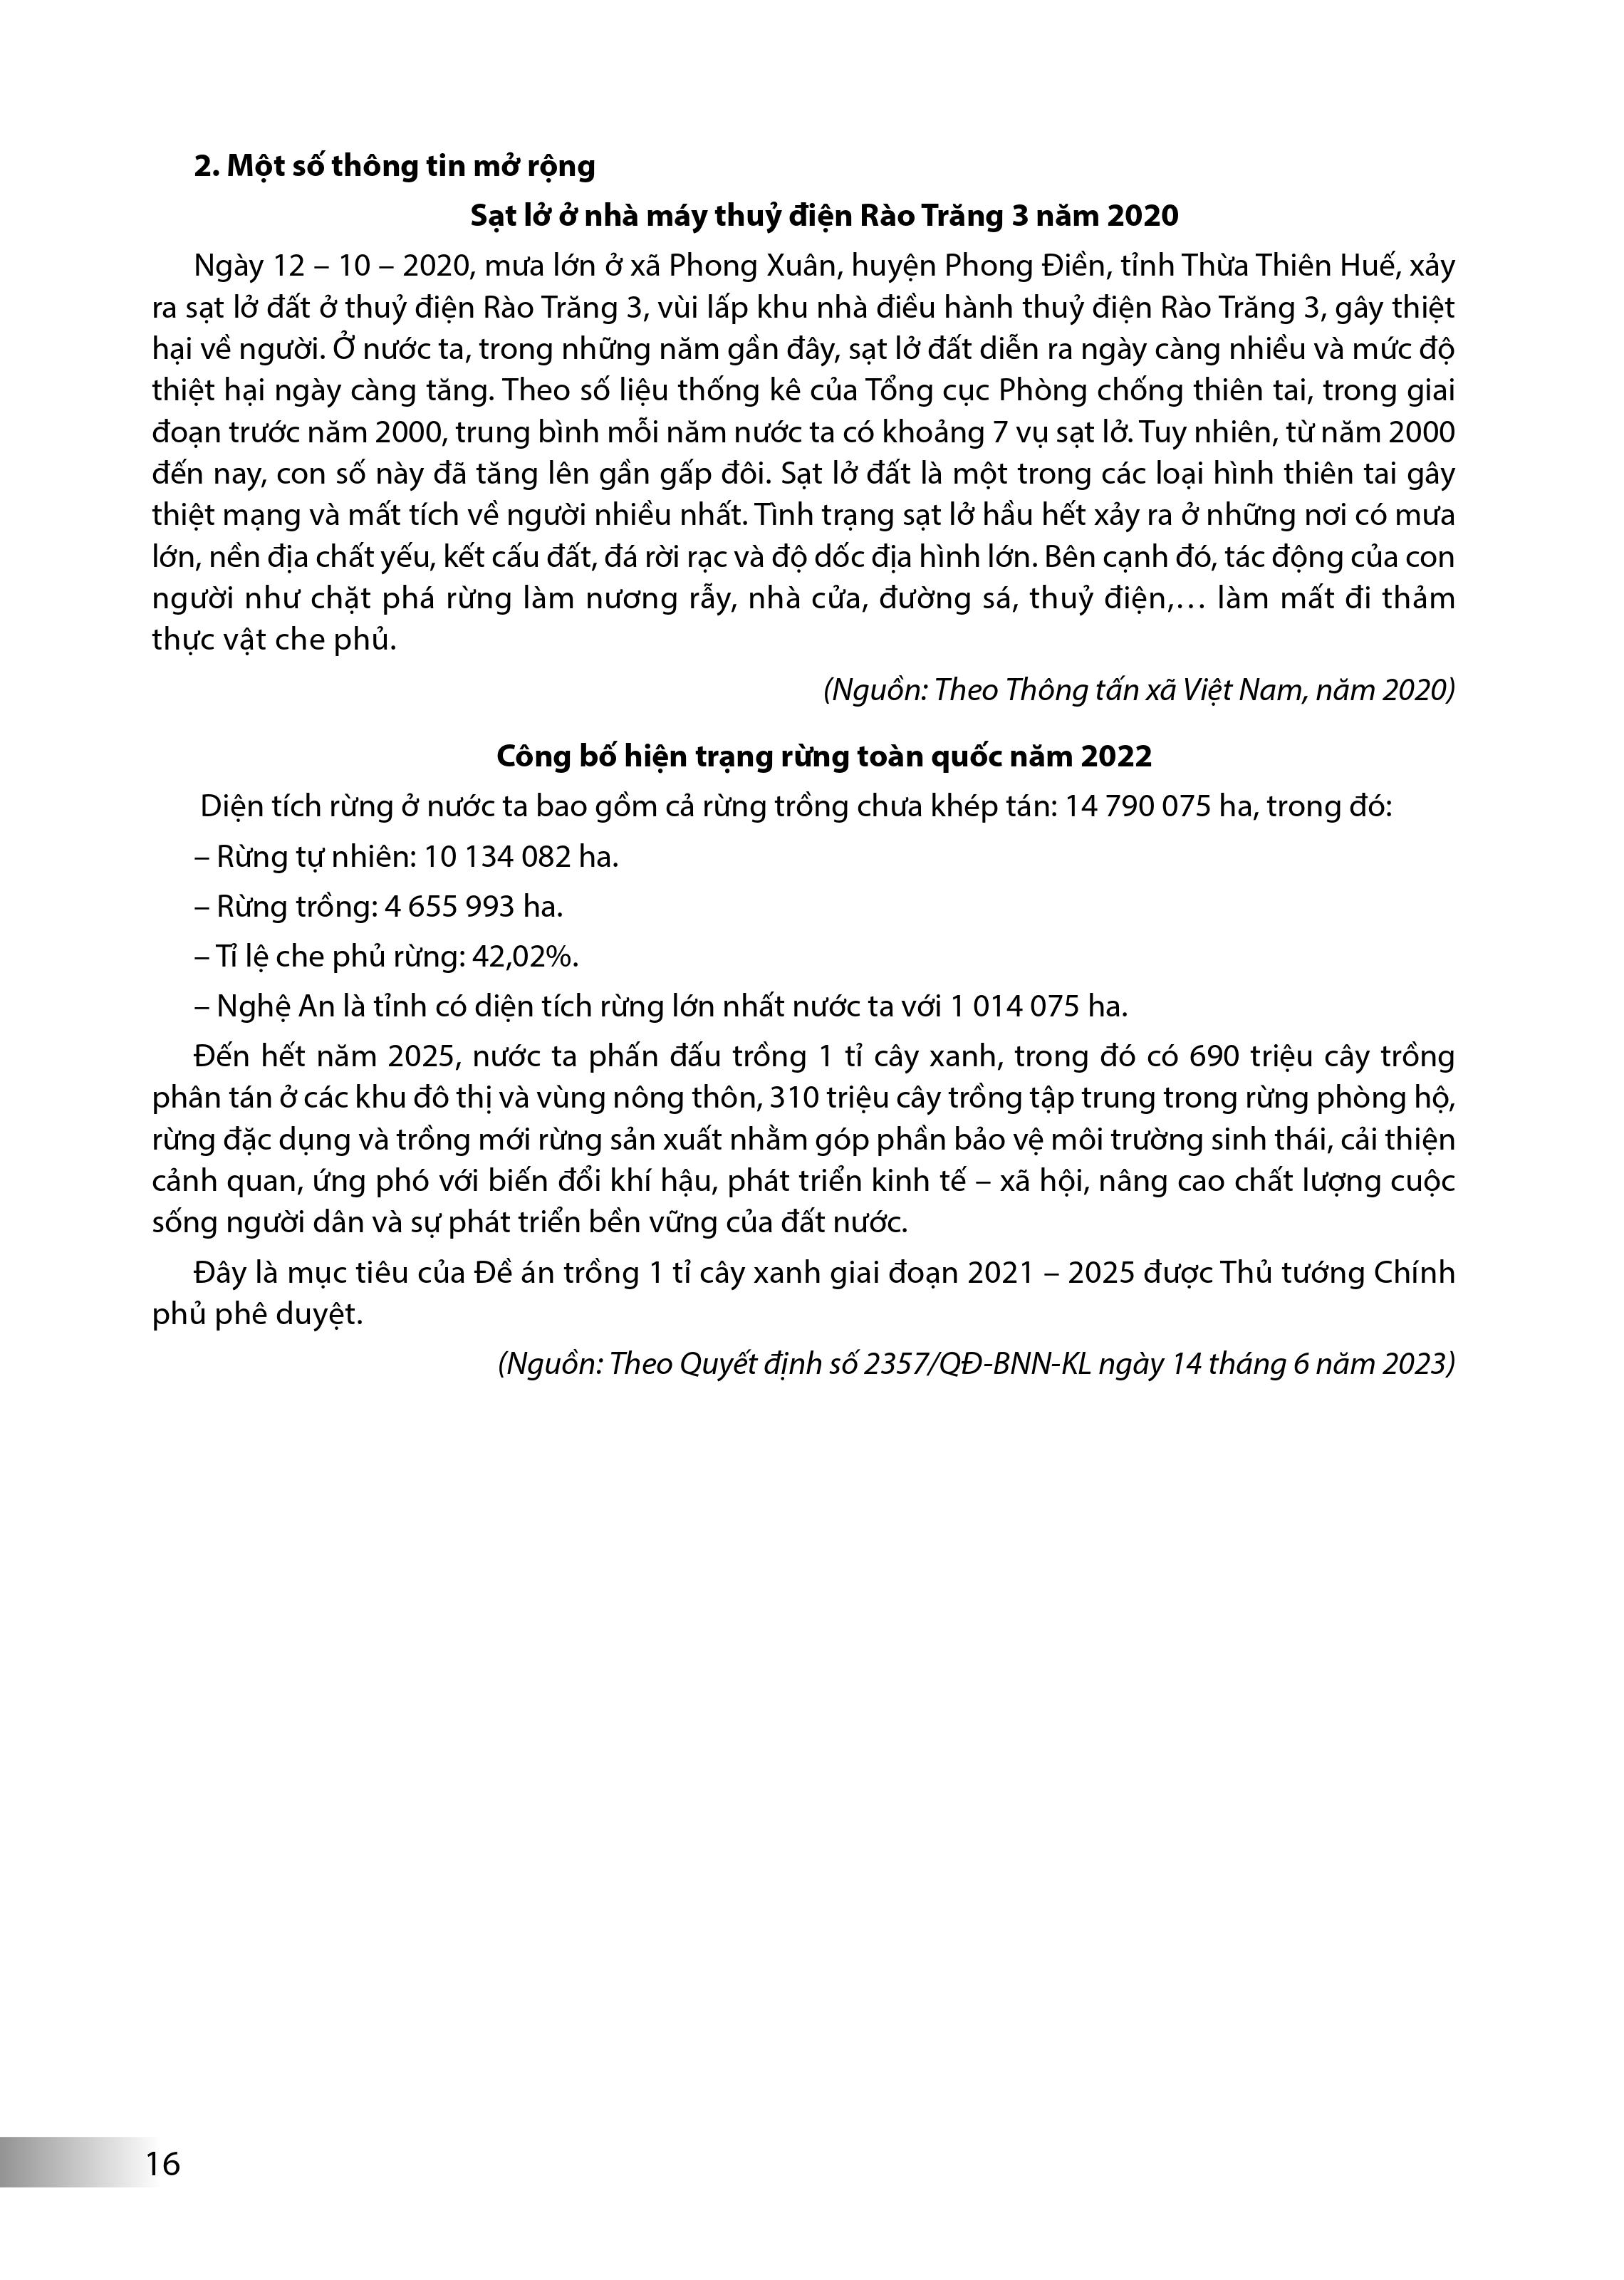 2. Một số thông tin mở rộng
Sạt lở ở nhà máy thuỷ điện Rào Trăng 3 năm 2020
Ngày 12 – 10 – 2020, mưa lớn ở xã Phong Xuân, huyện Phong Điền, tỉnh Thừa Thiên Huế, xảy
ra sạt lở đất ở thuỷ điện Rào Trăng 3, vùi lấp khu nhà điều hành thuỷ điện Rào Trăng 3, gây thiệt
hại về người. Ở nước ta, trong những năm gần đây, sạt lở đất diễn ra ngày càng nhiều và mức độ
thiệt hại ngày càng tăng. Theo số liệu thống kê của Tổng cục Phòng chống thiên tai, trong giai
đoạn trước năm 2000, trung bình mỗi năm nước ta có khoảng 7 vụ sạt lở. Tuy nhiên, từ năm 2000
đến nay, con số này đã tăng lên gần gấp đôi. Sạt lở đất là một trong các loại hình thiên tai gây
thiệt mạng và mất tích về người nhiều nhất. Tình trạng sạt lở hầu hết xảy ra ở những nơi có mưa
lớn, nền địa chất yếu, kết cấu đất, đá rời rạc và độ dốc địa hình lớn. Bên cạnh đó, tác động của con
người như chặt phá rừng làm nương rẫy, nhà cửa, đường sá, thuỷ điện,… làm mất đi thảm
thực vật che phủ.
(Nguồn: Theo Thông tấn xã Việt Nam, năm 2020)
Công bố hiện trạng rừng toàn quốc năm 2022
Diện tích rừng ở nước ta bao gồm cả rừng trồng chưa khép tán: 14 790 075 ha, trong đó:
– Rừng tự nhiên: 10 134 082 ha.
– Rừng trồng: 4 655 993 ha.
– Tỉ lệ che phủ rừng: 42,02%.
– Nghệ An là tỉnh có diện tích rừng lớn nhất nước ta với 1 014 075 ha.
Đến hết năm 2025, nước ta phấn đấu trồng 1 tỉ cây xanh, trong đó có 690 triệu cây trồng
phân tán ở các khu đô thị và vùng nông thôn, 310 triệu cây trồng tập trung trong rừng phòng hộ,
rừng đặc dụng và trồng mới rừng sản xuất nhằm góp phần bảo vệ môi trường sinh thái, cải thiện
cảnh quan, ứng phó với biến đổi khí hậu, phát triển kinh tế – xã hội, nâng cao chất lượng cuộc
sống người dân và sự phát triển bền vững của đất nước.
Đây là mục tiêu của Đề án trồng 1 tỉ cây xanh giai đoạn 2021 – 2025 được Thủ tướng Chính
phủ phê duyệt.
(Nguồn: Theo Quyết định số 2357/QĐ-BNN-KL ngày 14 tháng 6 năm 2023)
16